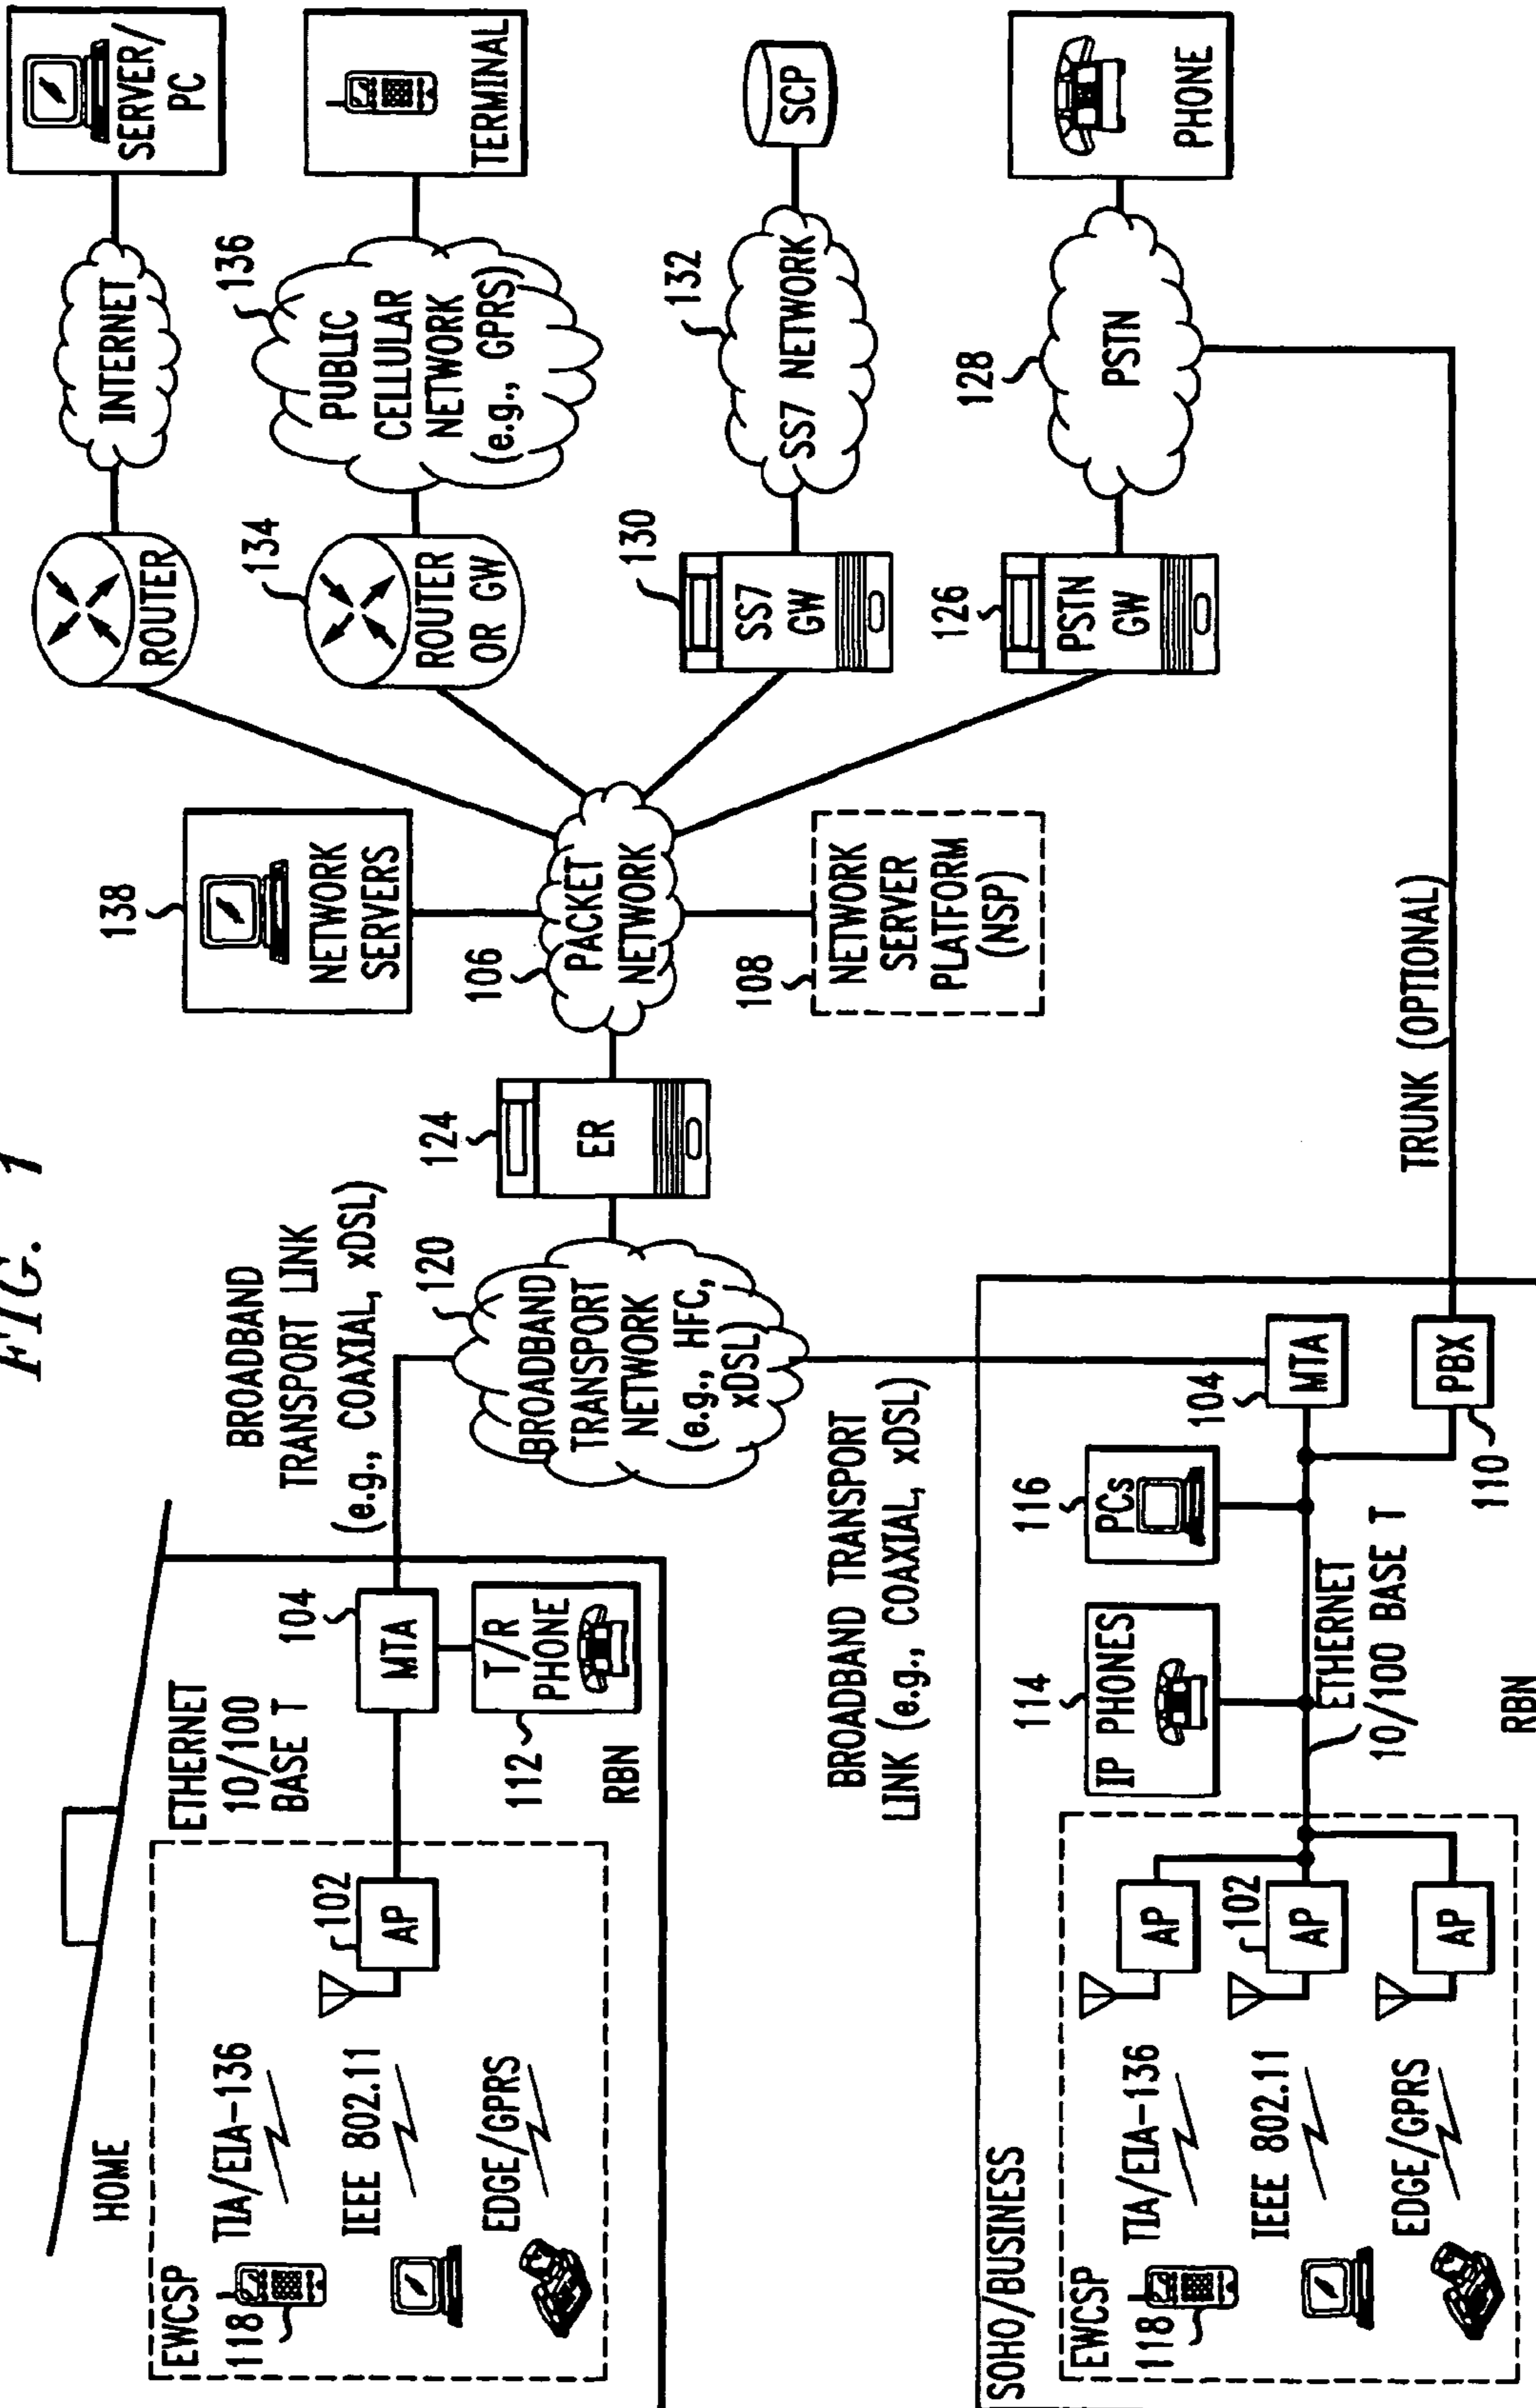 FIG. 1
HOME
EWCSP
118
TIA/EIA-136
IEEE 802.11
EDGE/GPRS
102
AP
ETHERNET
10/100
BASE T
104
MTA
T/R
PHONE
112
RBN
BROADBAND
TRANSPORT LINK
(e.g., COAXIAL, xDSL)
120
BROADBAND
TRANSPORT
NETWORK
(e.g., HFC,
xDSL)
124
ER
138
NETWORK
SERVERS
106
PACKET
NETWORK
108
NETWORK
SERVER
PLATFORM
(NSP)
ROUTER
INTERNET
SERVER/
PC
134
ROUTER
OR GW
136
PUBLIC
CELLULAR
NETWORK
(e.g., GPRS)
TERMINAL
130
SS7
GW
132
SS7 NETWORK
SCP
126
PSTN
GW
128
PSTN
PHONE
BROADBAND TRANSPORT
LINK (e.g., COAXIAL, xDSL)
TRUNK (OPTIONAL)
SOHO/BUSINESS
EWCSP
118
TIA/EIA-136
IEEE 802.11
EDGE/GPRS
AP
102
AP
AP
114
IP PHONES
116
PCs
104
MTA
PBX
110
ETHERNET
10/100 BASE T
RBN